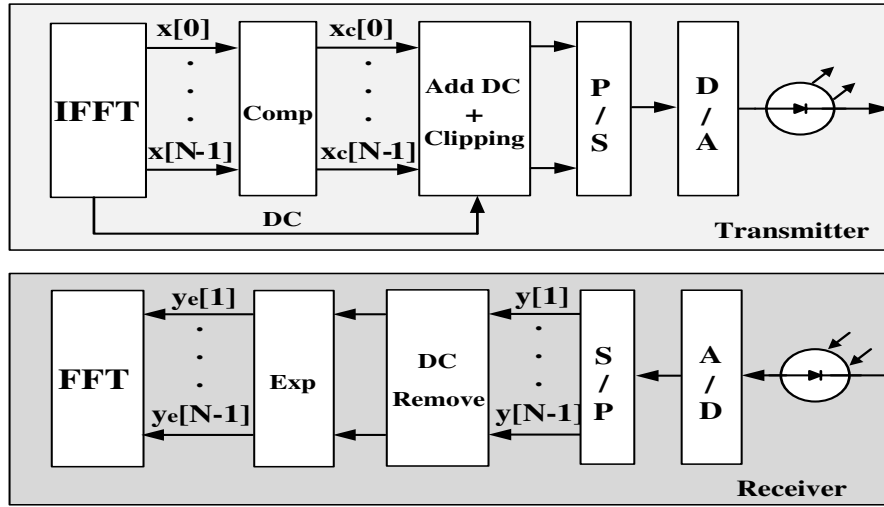 x[0]
xc[0]
IFFT
Comp
Add DC
+
Clipping
P
/
S
D
/
A
x[N-1]
xc[N-1]
DC
Transmitter
ye[1]
y[1]
FFT
Exp
DC
Remove
S
/
P
A
/
D
ye[N-1]
y[N-1]
Receiver